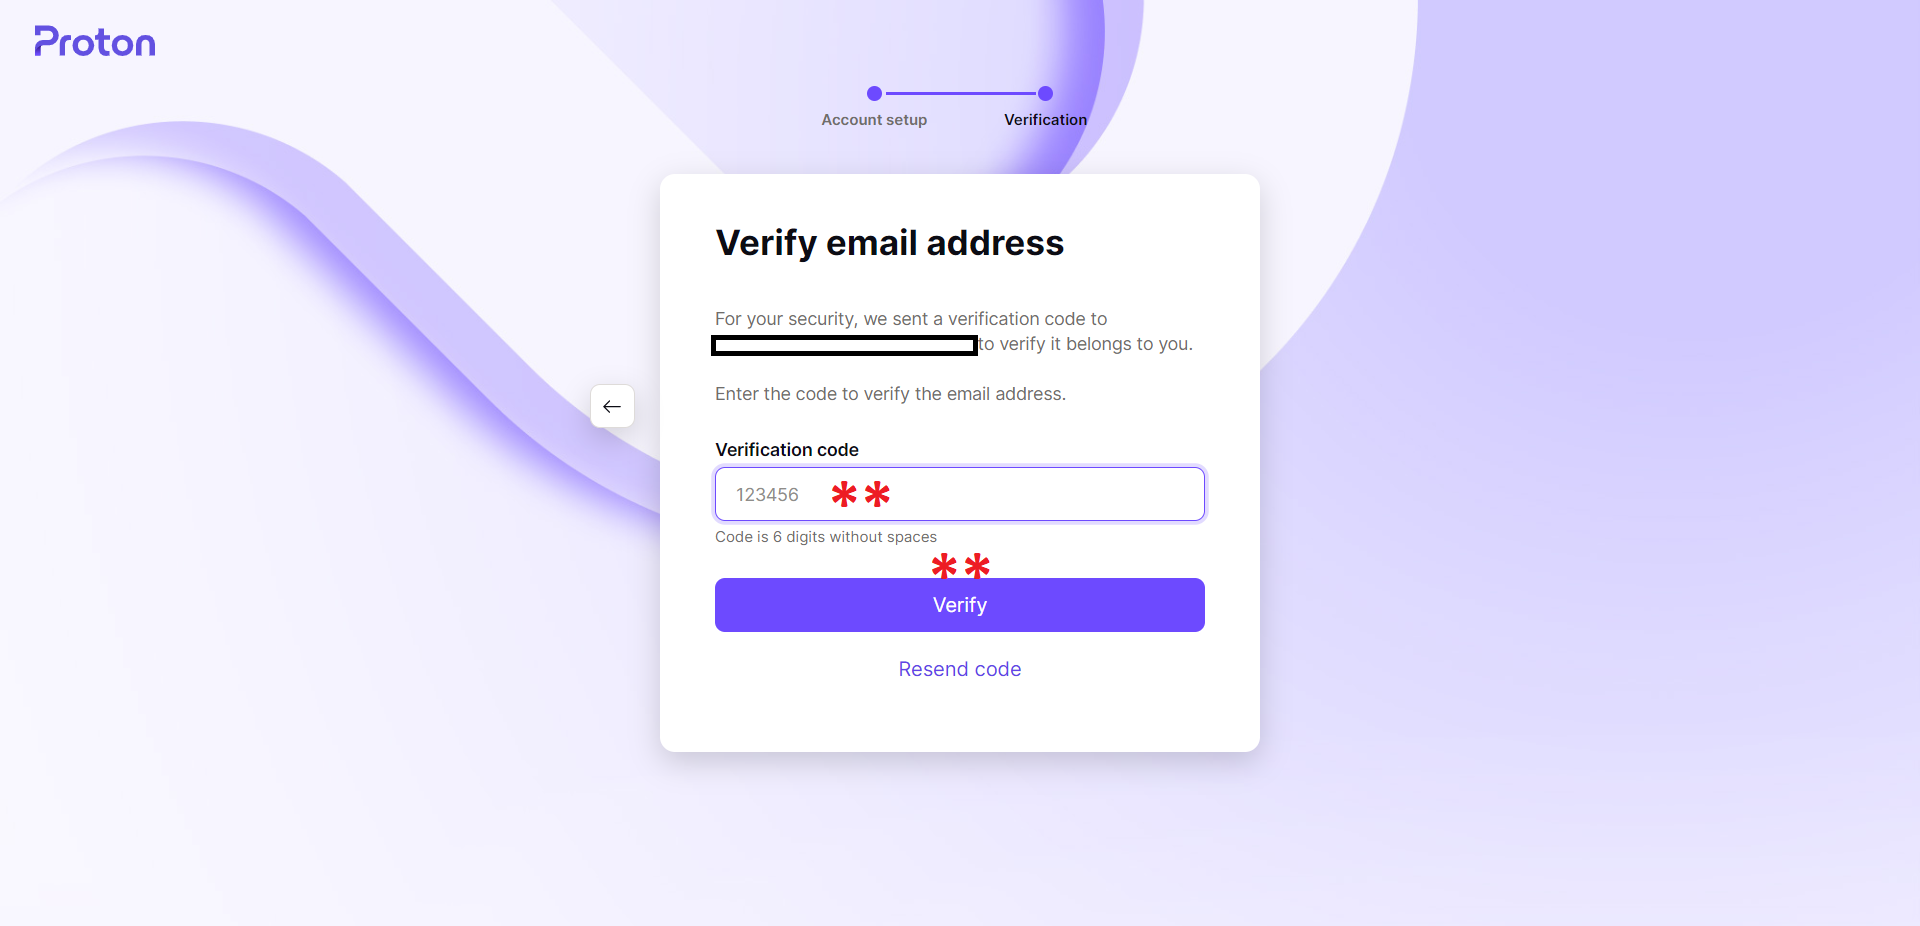 Proton
Account setup
Verification
Verify email address
For your security, we sent a verification code to
to verify it belongs to you.
Enter the code to verify the email address.
Verification code
123456 **
Code is 6 digits without spaces
**
Verify
Resend code